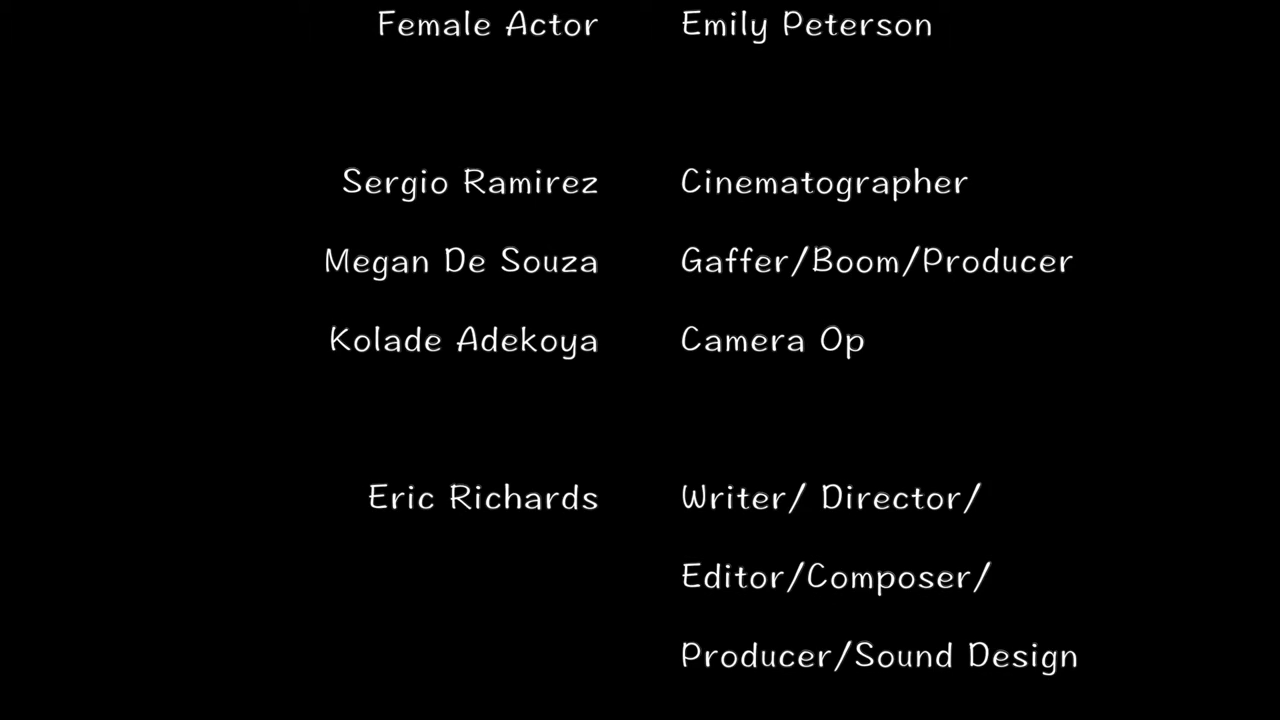 Female Actor Emily Peterson
Sergio Ramirez Cinematographer
Megan De Souza Gaffer/Boom/Producer
Kolade Adekoya Camera Op
Eric Richards Writer/ Director/
Editor/Composer/
Producer/Sound Design